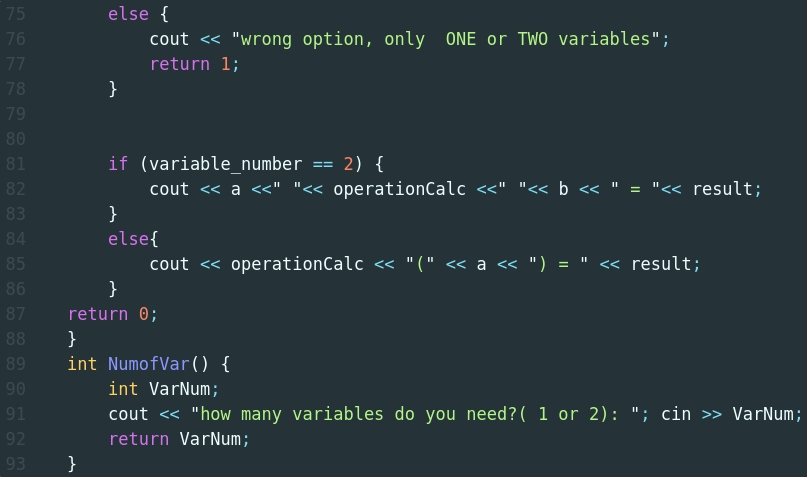 75 else {
76 cout << "wrong option, only  ONE or TWO variables";
77 return 1;
78 }
79
80
81 if (variable_number == 2) {
82 cout << a <<" "<< operationCalc <<" "<< b << " = "<< result;
83 }
84 else{
85 cout << operationCalc << "(" << a << ") = " << result;
86 }
87 return 0;
88 }
89 int NumofVar() {
90 int VarNum;
91 cout << "how many variables do you need?( 1 or 2): "; cin >> VarNum;
92 return VarNum;
93 }